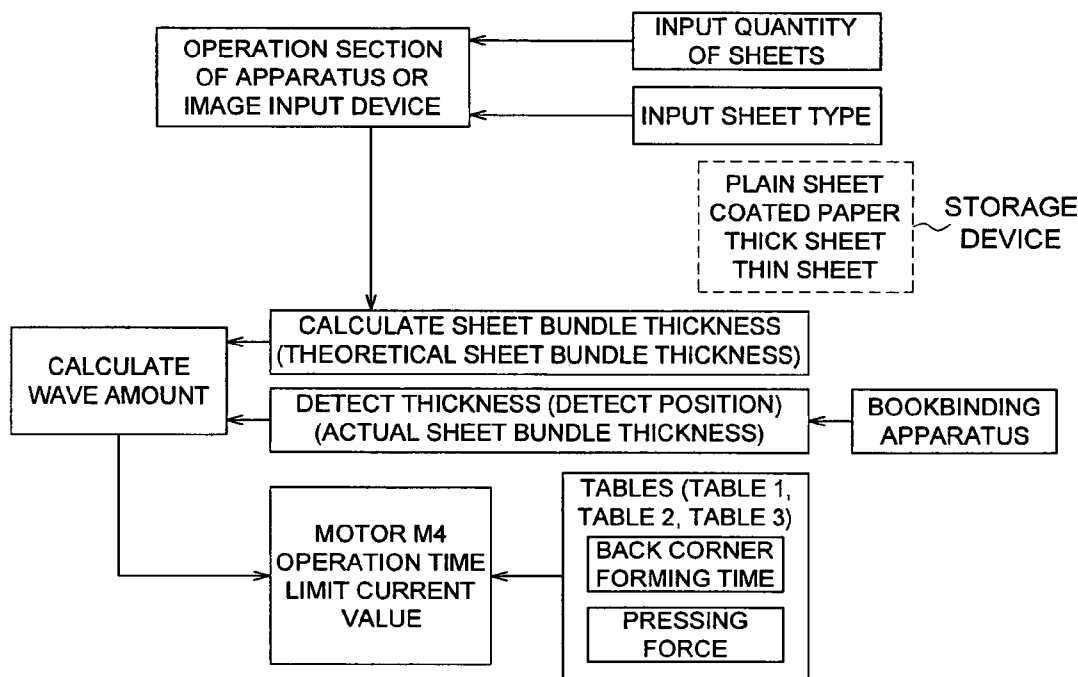 OPERATION SECTION
OF APPARATUS OR
IMAGE INPUT DEVICE
INPUT QUANTITY
OF SHEETS
INPUT SHEET TYPE
PLAIN SHEET
COATED PAPER
THICK SHEET
THIN SHEET
STORAGE
DEVICE
CALCULATE SHEET BUNDLE THICKNESS
(THEORETICAL SHEET BUNDLE THICKNESS)
CALCULATE
WAVE AMOUNT
DETECT THICKNESS (DETECT POSITION)
(ACTUAL SHEET BUNDLE THICKNESS)
BOOKBINDING
APPARATUS
MOTOR M4
OPERATION TIME
LIMIT CURRENT
VALUE
TABLES (TABLE 1,
TABLE 2, TABLE 3)
BACK CORNER
FORMING TIME
PRESSING
FORCE